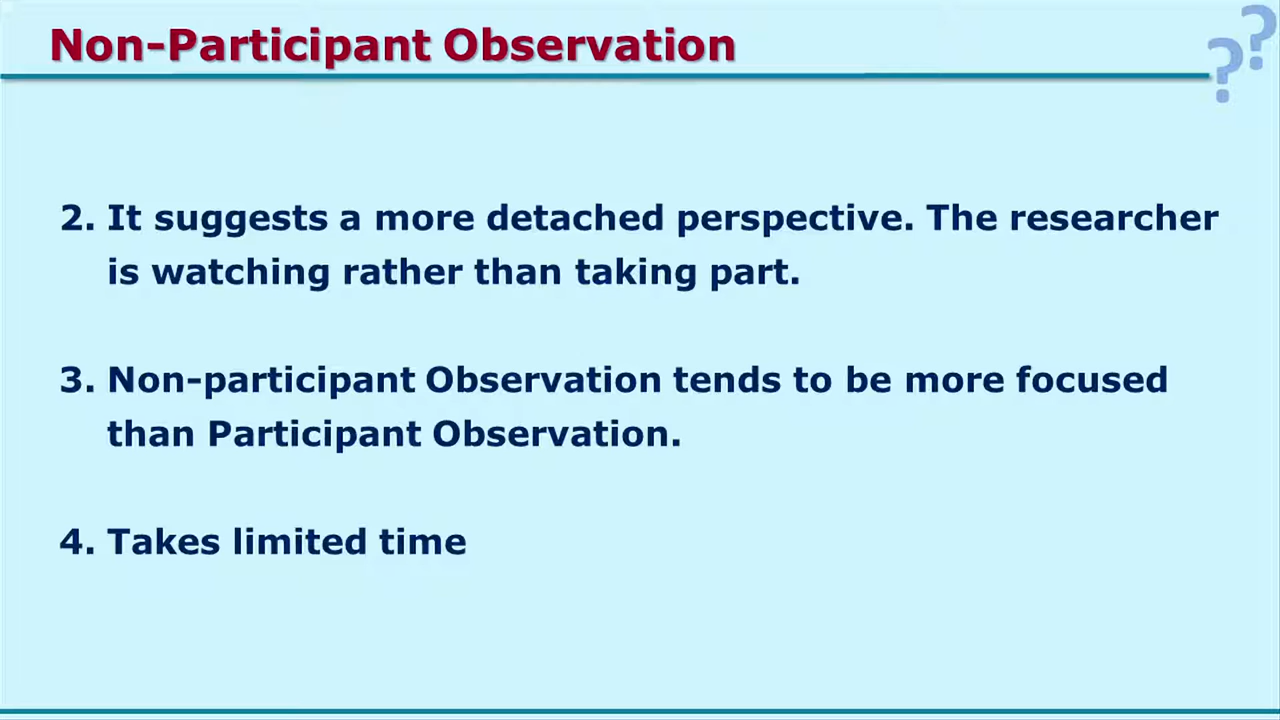 Non-Participant Observation
??
2. It suggests a more detached perspective. The researcher
is watching rather than taking part.
3. Non-participant Observation tends to be more focused
than Participant Observation.
4. Takes limited time